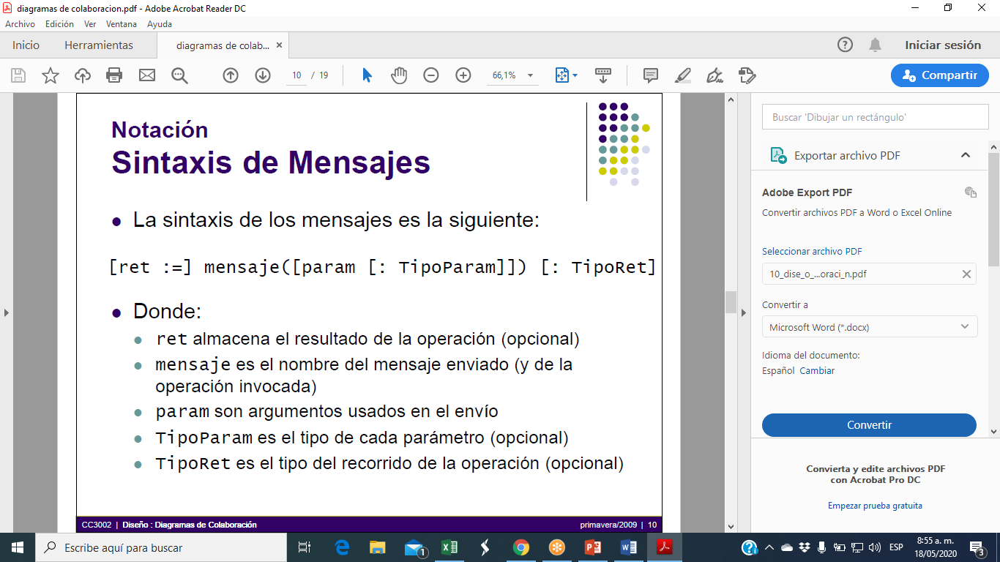 diagramas de colaboracion.pdf - Adobe Acrobat Reader DC
Archivo Edición Ver Ventana Ayuda
Inicio Herramientas diagramas de colab... × Iniciar sesión
10 / 19 66,1% Compartir
Notación
Sintaxis de Mensajes
La sintaxis de los mensajes es la siguiente:
[ret :=] mensaje([param [: TipoParam]]) [: TipoRet]
Donde:
ret almacena el resultado de la operación (opcional)
mensaje es el nombre del mensaje enviado (y de la
operación invocada)
param son argumentos usados en el envío
TipoParam es el tipo de cada parámetro (opcional)
TipoRet es el tipo del recorrido de la operación (opcional)
CC3002 | Diseño : Diagramas de Colaboración primavera/2009 | 10
Buscar 'Dibujar un rectángulo'
Exportar archivo PDF
Adobe Export PDF
Convertir archivos PDF a Word o Excel Online
Seleccionar archivo PDF
10_dise_o_...oraci_n.pdf
Convertir a
Microsoft Word (*.docx)
Idioma del documento:
Español Cambiar
Convertir
Convierta y edite archivos PDF
con Acrobat Pro DC
Empezar prueba gratuita
Escribe aquí para buscar
1
ESP
8:55 a. m.
18/05/2020
3